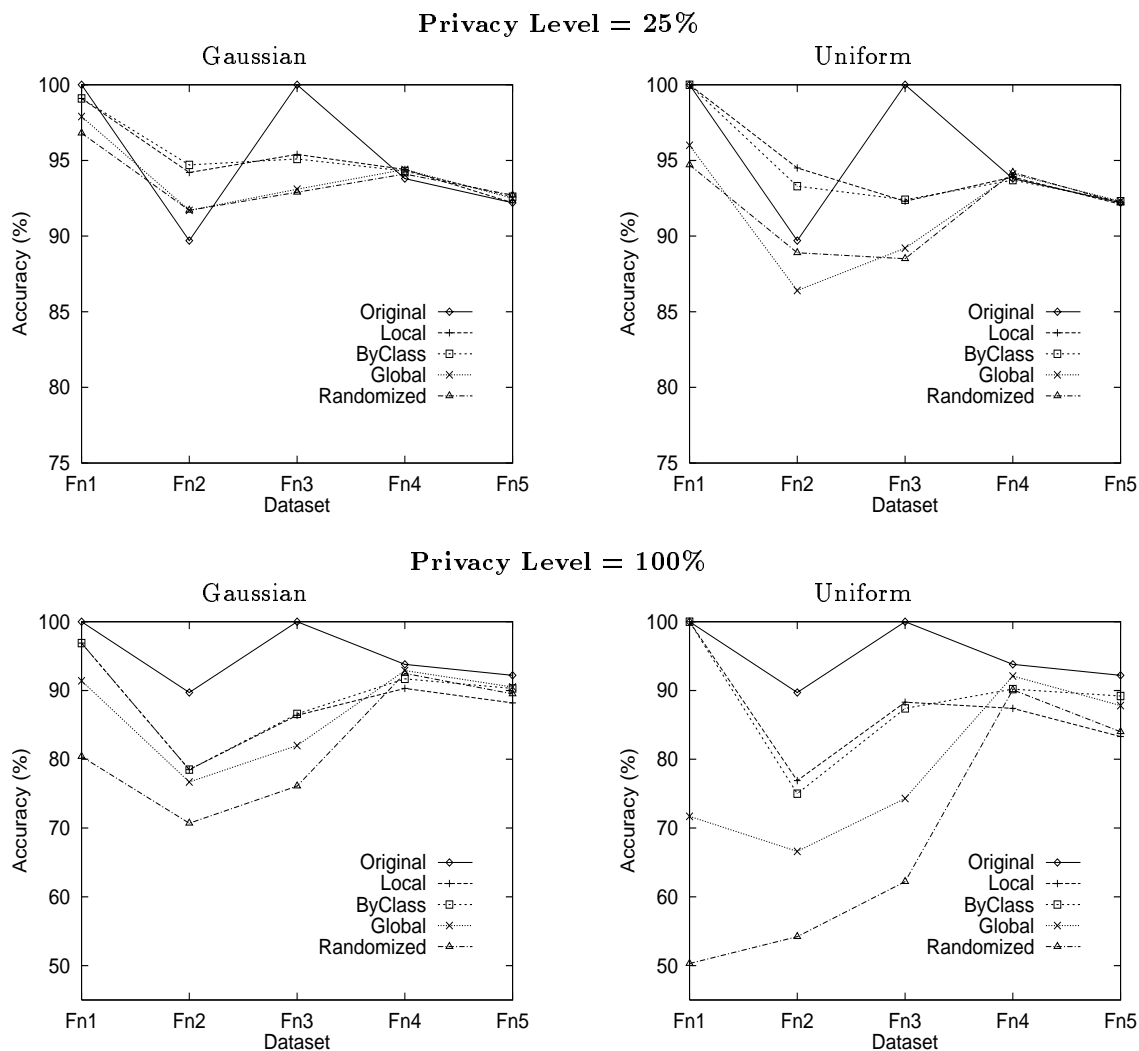 Privacy Level = 25%
Gaussian
Uniform
100
95
90
85
80
75
Accuracy (%)
Original
Local
ByClass
Global
Randomized
Fn1 Fn2 Fn3 Fn4 Fn5
Dataset
100
95
90
85
80
75
Accuracy (%)
Original
Local
ByClass
Global
Randomized
Fn1 Fn2 Fn3 Fn4 Fn5
Dataset
Privacy Level = 100%
Gaussian
Uniform
100
90
80
70
60
50
Accuracy (%)
Original
Local
ByClass
Global
Randomized
Fn1 Fn2 Fn3 Fn4 Fn5
Dataset
100
90
80
70
60
50
Accuracy (%)
Original
Local
ByClass
Global
Randomized
Fn1 Fn2 Fn3 Fn4 Fn5
Dataset